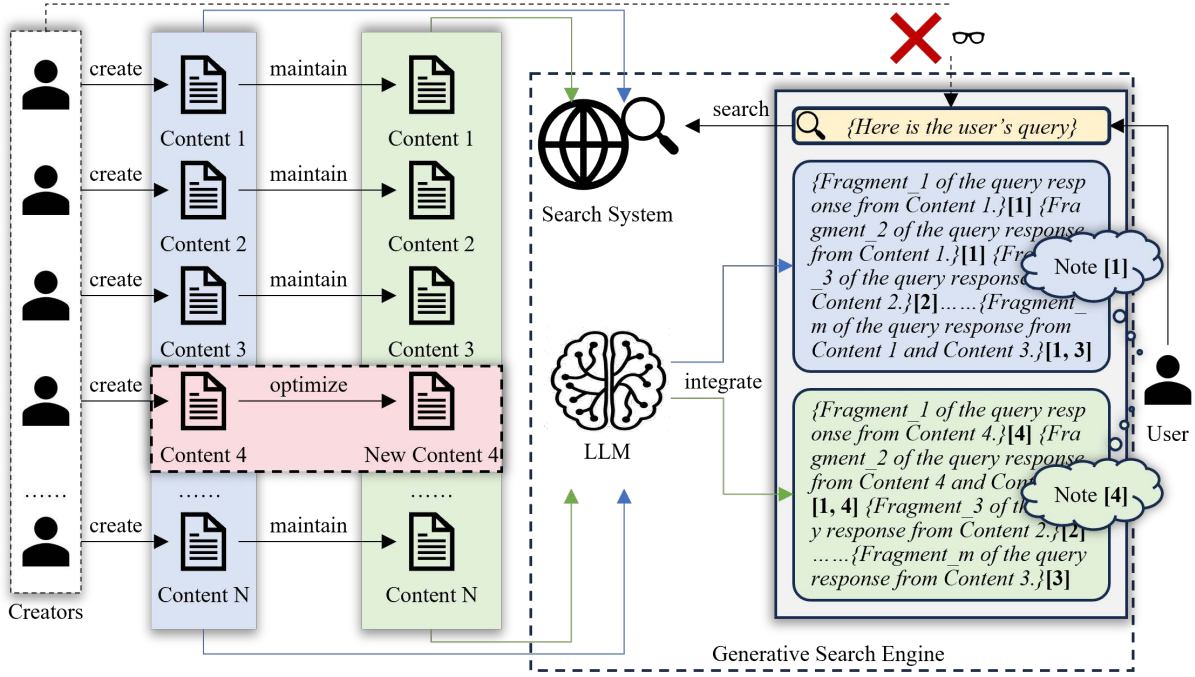 create
maintain
Content 1
Content 1
create
maintain
Content 2
Content 2
create
maintain
Content 3
Content 3
create
optimize
Content 4
New Content 4
......
......
......
create
maintain
Content N
Content N
Creators
Search System
search
{Here is the user's query}
LLM
integrate
{Fragment_1 of the query resp
onse from Content 1.}[1] {Fra
gment_2 of the query response
from Content 1.}[1] {Fr
_3 of the query response
Content 2.}[2]......{Fragment_
m of the query response from
Content 1 and Content 3.}[1, 3]
Note [1]
{Fragment_1 of the query resp
onse from Content 4.}[4] {Fra
gment_2 of the query response
from Content 4 and Con
[1, 4] {Fragment_3 of th
y response from Content 2.}[2]
......{Fragment_m of the query
response from Content 3.}[3]
Note [4]
User
Generative Search Engine